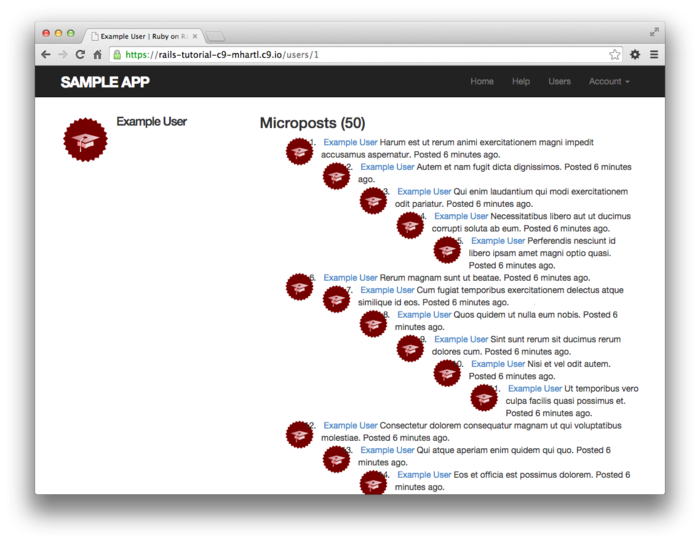 Example User | Ruby on Ra
https://rails-tutorial-c9-mhartl.c9.io/users/1
SAMPLE APP
Home Help Users Account
Example User
Microposts (50)
1. Example User Harum est ut rerum animi exercitationem magni impedit
accusamus aspernatur. Posted 6 minutes ago.
2. Example User Autem et nam fugit dicta dignissimos. Posted 6 minutes
ago.
3. Example User Qui enim laudantium qui modi exercitationem
odit pariatur. Posted 6 minutes ago.
4. Example User Necessitatibus libero aut ut ducimus
corrupti soluta ab eum. Posted 6 minutes ago.
5. Example User Perferendis nesciunt id
libero ipsam amet magni optio quasi.
Posted 6 minutes ago.
6. Example User Rerum magnam sunt ut beatae. Posted 6 minutes ago.
7. Example User Cum fugiat temporibus exercitationem delectus atque
similique id eos. Posted 6 minutes ago.
8. Example User Quos quidem ut nulla eum nobis. Posted 6
minutes ago.
9. Example User Sint sunt rerum sit ducimus rerum
dolores cum. Posted 6 minutes ago.
0. Example User Nisi et vel odit autem.
Posted 6 minutes ago.
1. Example User Ut temporibus vero
culpa facilis quasi possimus et.
Posted 6 minutes ago.
2. Example User Consectetur dolorem consequatur magnam ut qui voluptatibus
molestiae. Posted 6 minutes ago.
3. Example User Qui atque aperiam enim quidem qui quo. Posted 6
minutes ago.
4. Example User Eos et officia est possimus dolorem. Posted 6
minutes ago.